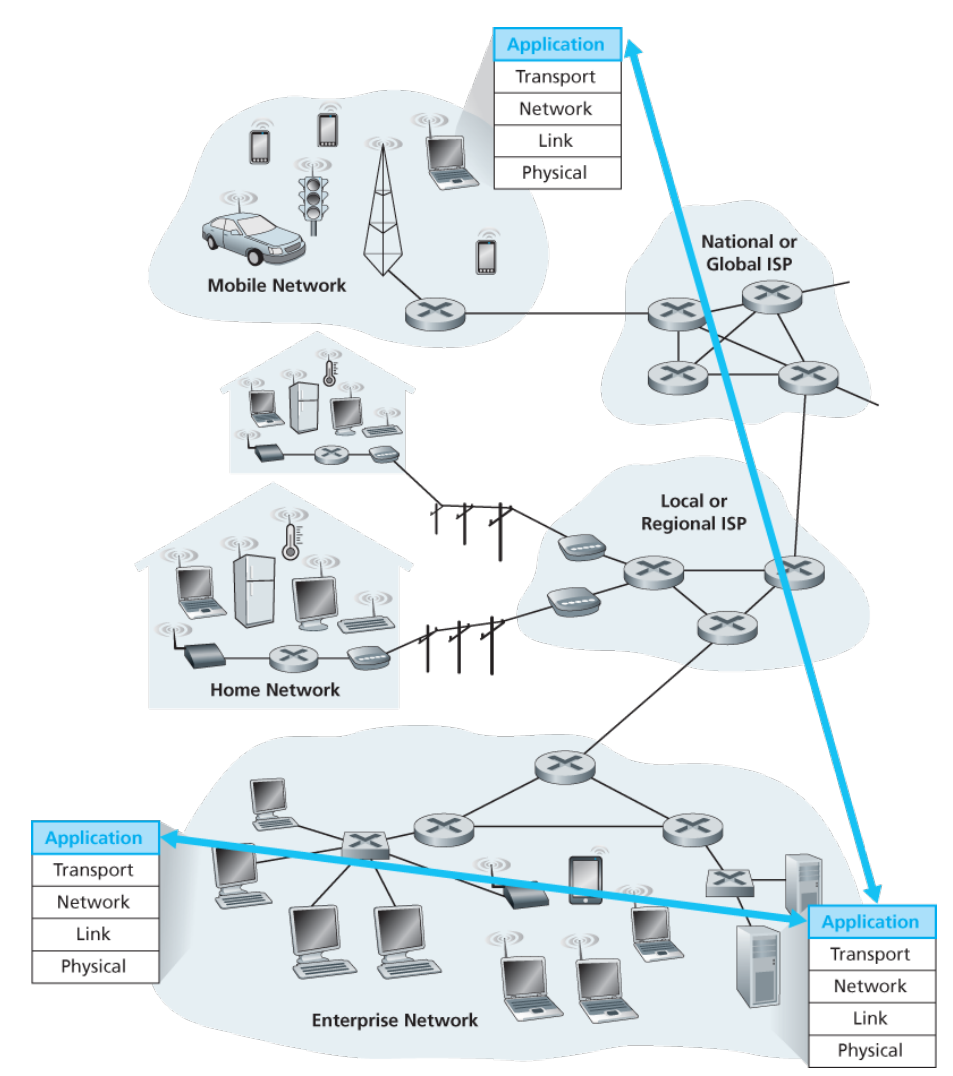 Application
Transport
Network
Link
Physical
National or
Global ISP
Mobile Network
Local or
Regional ISP
Home Network
Application
Transport
Network
Link
Physical
Application
Transport
Network
Link
Physical
Enterprise Network